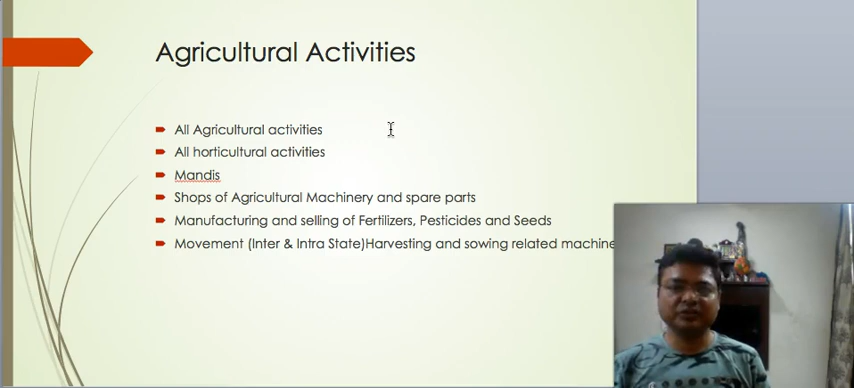 Agricultural Activities
All Agricultural activities
All horticultural activities
Mandis
Shops of Agricultural Machinery and spare parts
Manufacturing and selling of Fertilizers, Pesticides and Seeds
Movement (Inter & Intra State)Harvesting and sowing related machine